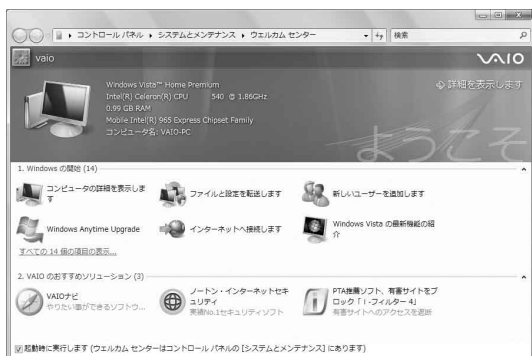 コントロール パネル ▸ システムとメンテナンス ▸ ウェルカム センター
検索
vaio
VAIO
Windows Vista™ Home Premium
Intel(R) Celeron(R) CPU 540 @ 1.86GHz
0.99 GB RAM
Mobile Intel(R) 965 Express Chipset Family
コンピュータ名: VAIO-PC
詳細を表示します
ようこそ
1. Windows の開始 (14)
コンピュータの詳細を表示しま
す
ファイルと設定を転送します
新しいユーザーを追加します
Windows Anytime Upgrade
インターネットへ接続します
Windows Vista の最新機能の紹
介
すべての 14 個の項目の表示...
2. VAIO のおすすめソリューション (3)
VAIOナビ
やりたい事ができるソフトウ...
ノートン・インターネットセキ
ュリティ
実績No.1セキュリティソフト
PTA推薦ソフト、有害サイトをブ
ロック「i -フィルター 4」
有害サイトへのアクセスを遮断
起動時に実行します (ウェルカム センターはコントロール パネルの [システムとメンテナンス] にあります)